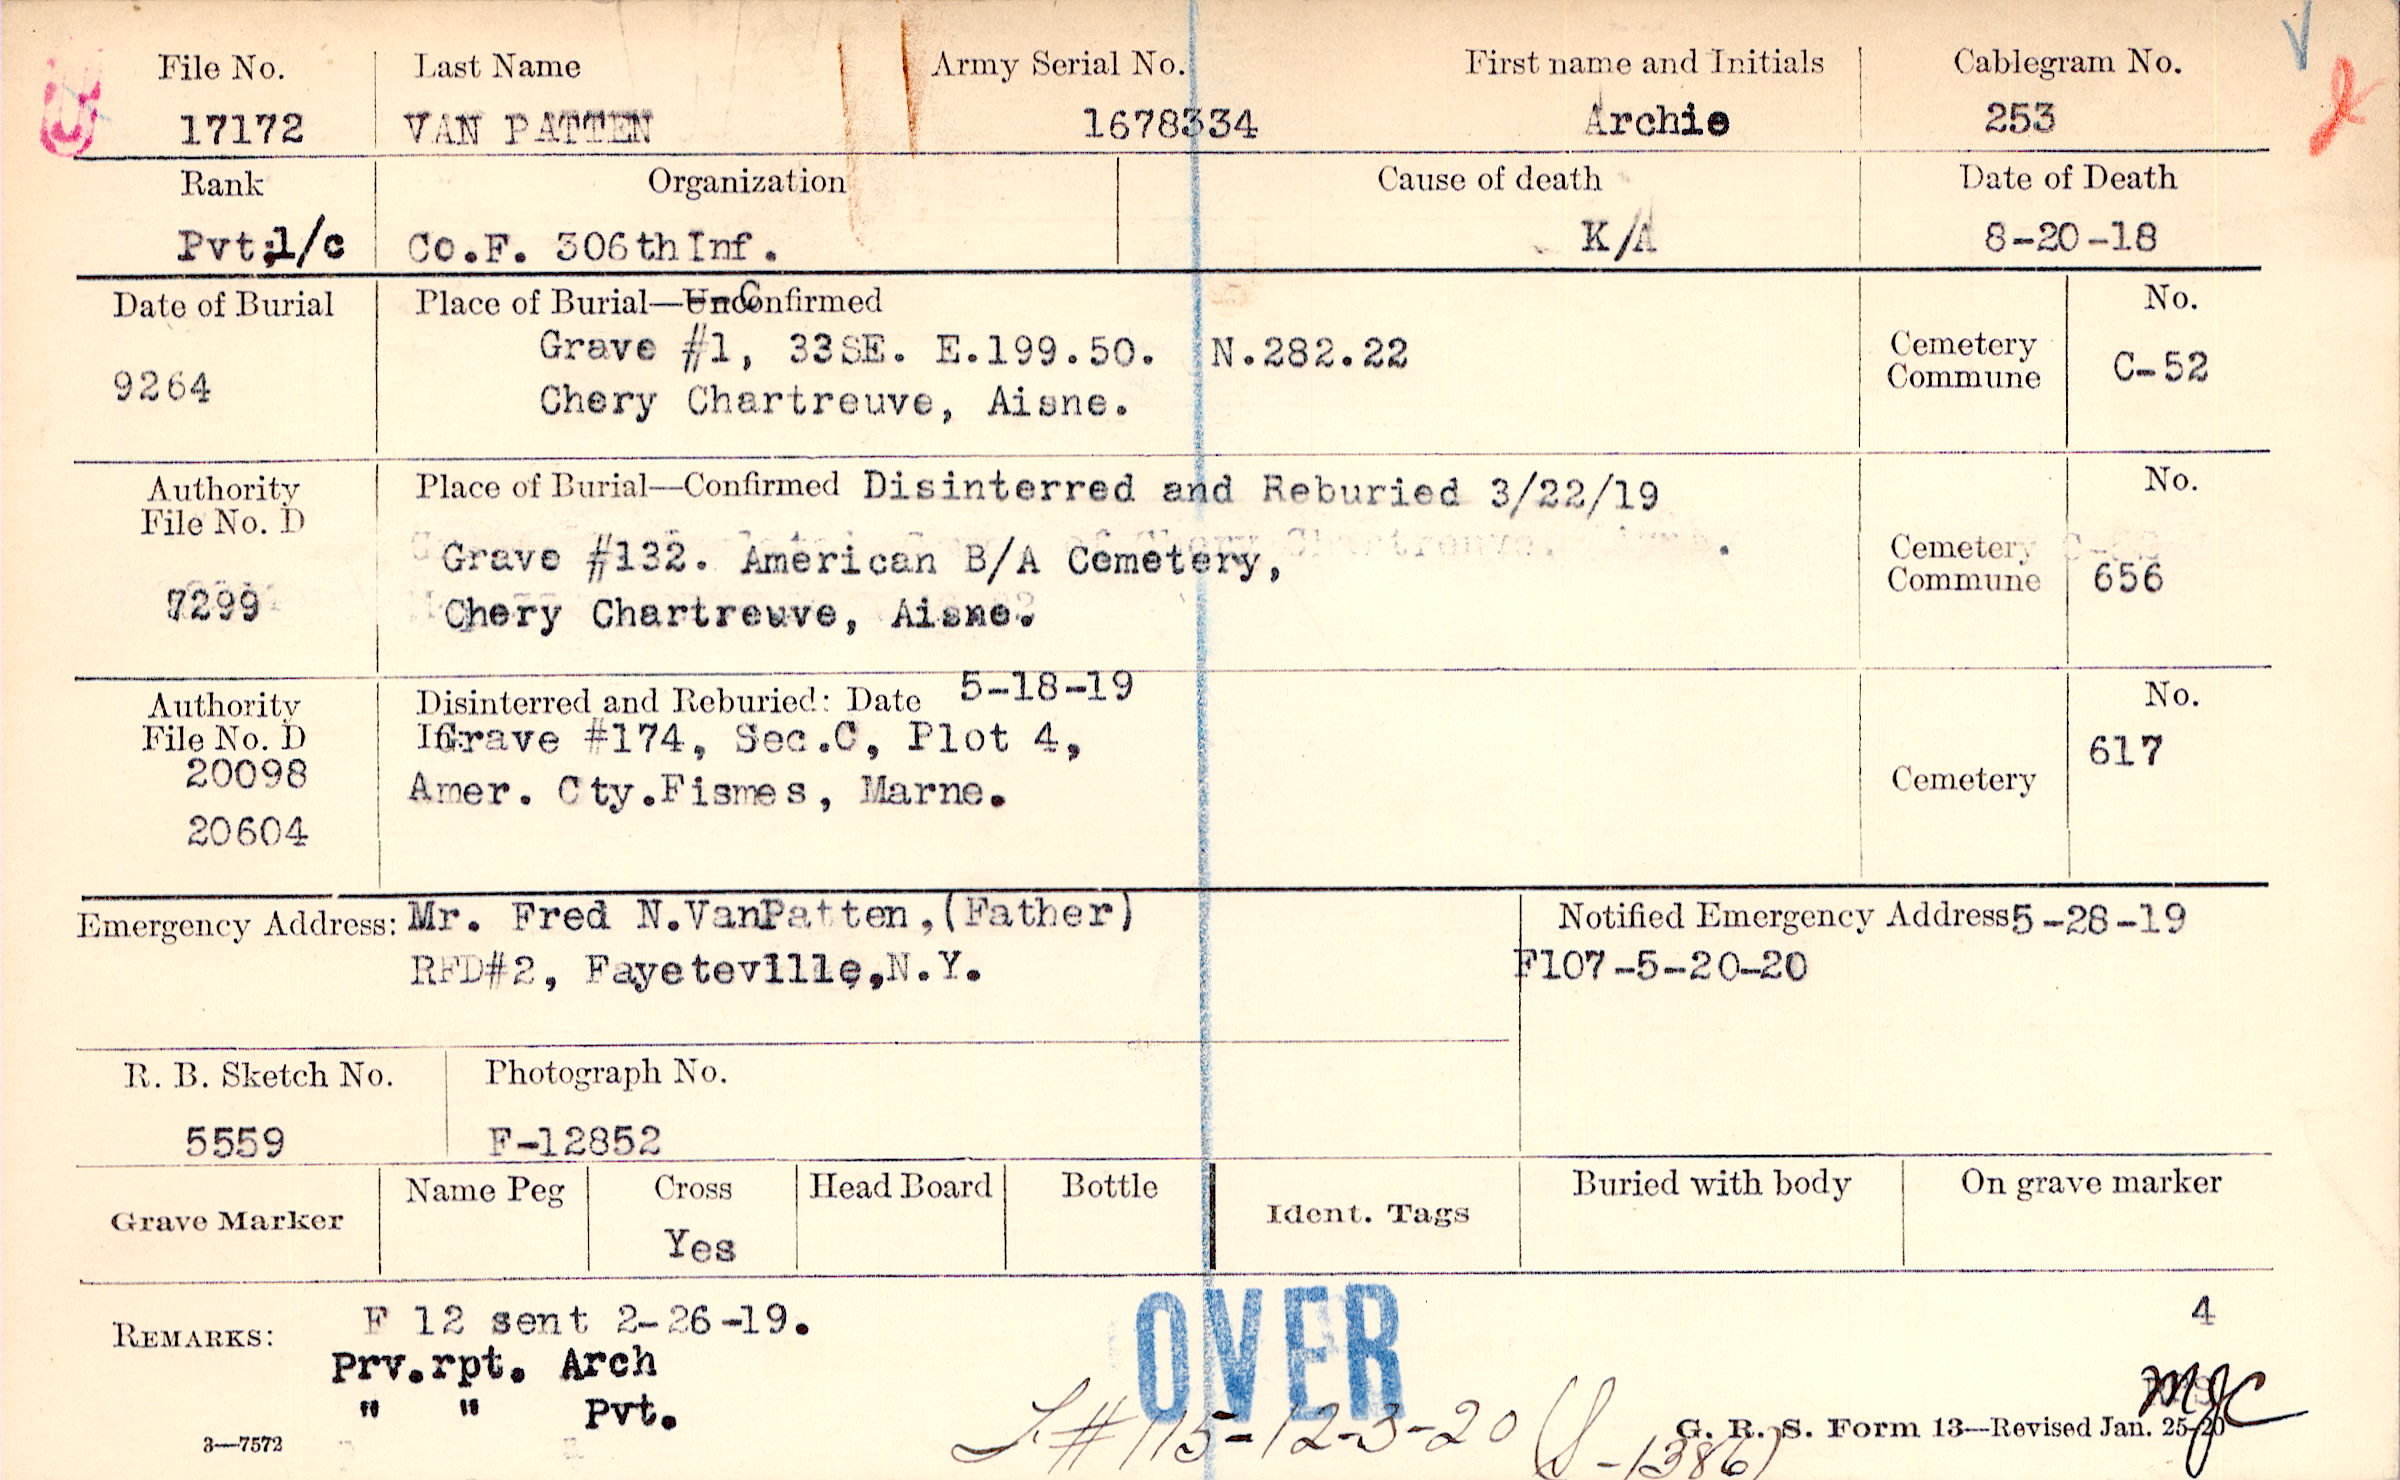 File No. Last Name Army Serial No. First name and Initials Cablegram No.
17172 VAN PATTEN 1678334 Archie 253
Rank Organization Cause of death Date of Death
Pvt;1/c Co.F. 306th Inf. K/A 8-20-18
Date of Burial Place of Burial—Unconfirmed C No.
Grave #1, 33SE. E.199.50. N.282.22
9264 Cemetery Commune C-52
Chery Chartreuve, Aisne.
Authority Place of Burial—Confirmed Disinterred and Reburied 3/22/19 No.
File No. D
Grave #132. American B/A Cemetery, Cemetery
Commune 656
7299 Chery Chartreuve, Aisne.
Authority Disinterred and Reburied: Date 5-18-19 No.
File No. D Grave #174, Sec.C, Plot 4, 617
20098 Amer. Cty.Fismes, Marne. Cemetery
20604
Emergency Address: Mr. Fred N.VanPatten,(Father) Notified Emergency Address 5-28-19
RFD#2, Fayeteville,N.Y. F107-5-20-20
R. B. Sketch No. Photograph No.
5559 F-12852
Grave Marker Name Peg Cross Head Board Bottle Ident. Tags Buried with body On grave marker
Yes
REMARKS: F 12 sent 2-26-19. OVER 4
Prv.rpt. Arch
" " Pvt. MJC
# 115-12-3-20 -1386)
3—7572 G. R. S. Form 13—Revised Jan. 25-20